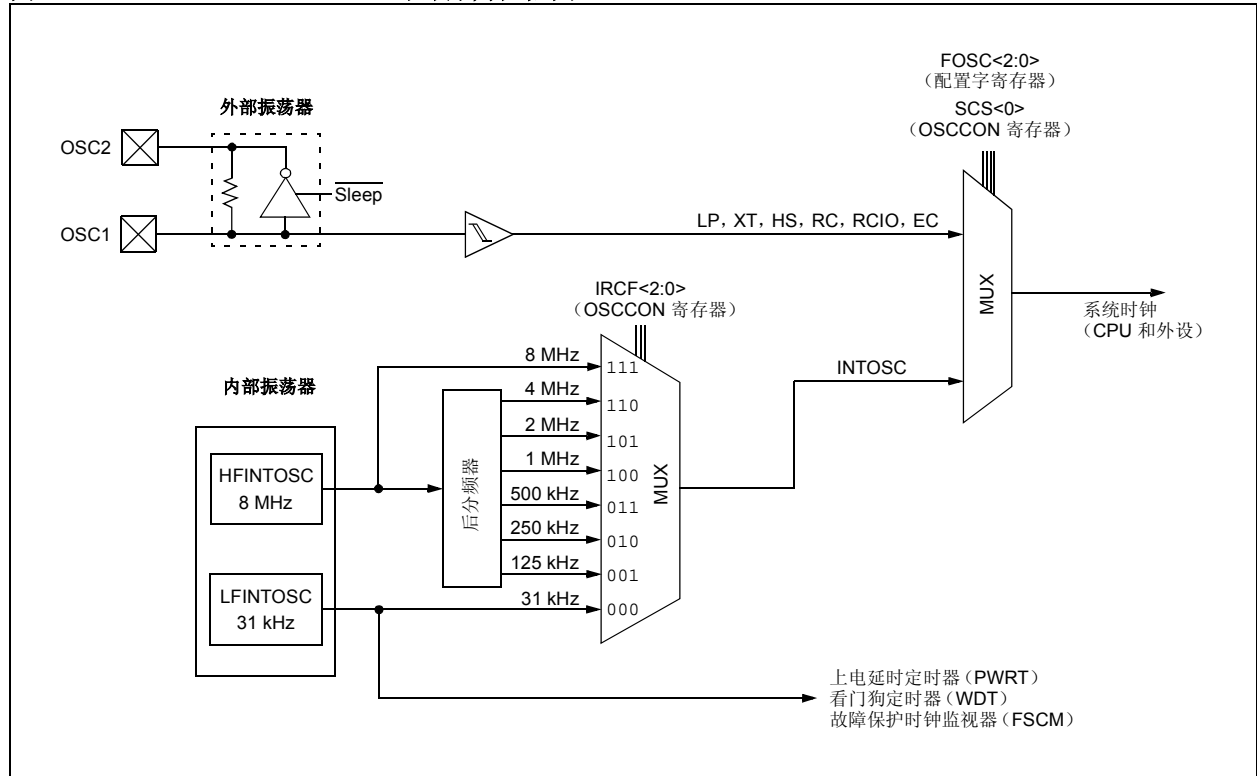 FOSC<2:0>
（配置字寄存器）
SCS<0>
（OSCCON 寄存器）
外部振荡器
OSC2
Sleep
OSC1
LP，XT，HS，RC，RCIO，EC
MUX
系统时钟
（CPU 和外设）
IRCF<2:0>
（OSCCON 寄存器）
8 MHz
111
INTOSC
内部振荡器
4 MHz
110
2 MHz
101
HFINTOSC
8 MHz
后分频器
1 MHz
100
MUX
500 kHz
011
250 kHz
010
125 kHz
001
LFINTOSC
31 kHz
31 kHz
000
上电延时定时器（PWRT）
看门狗定时器（WDT）
故障保护时钟监视器（FSCM）